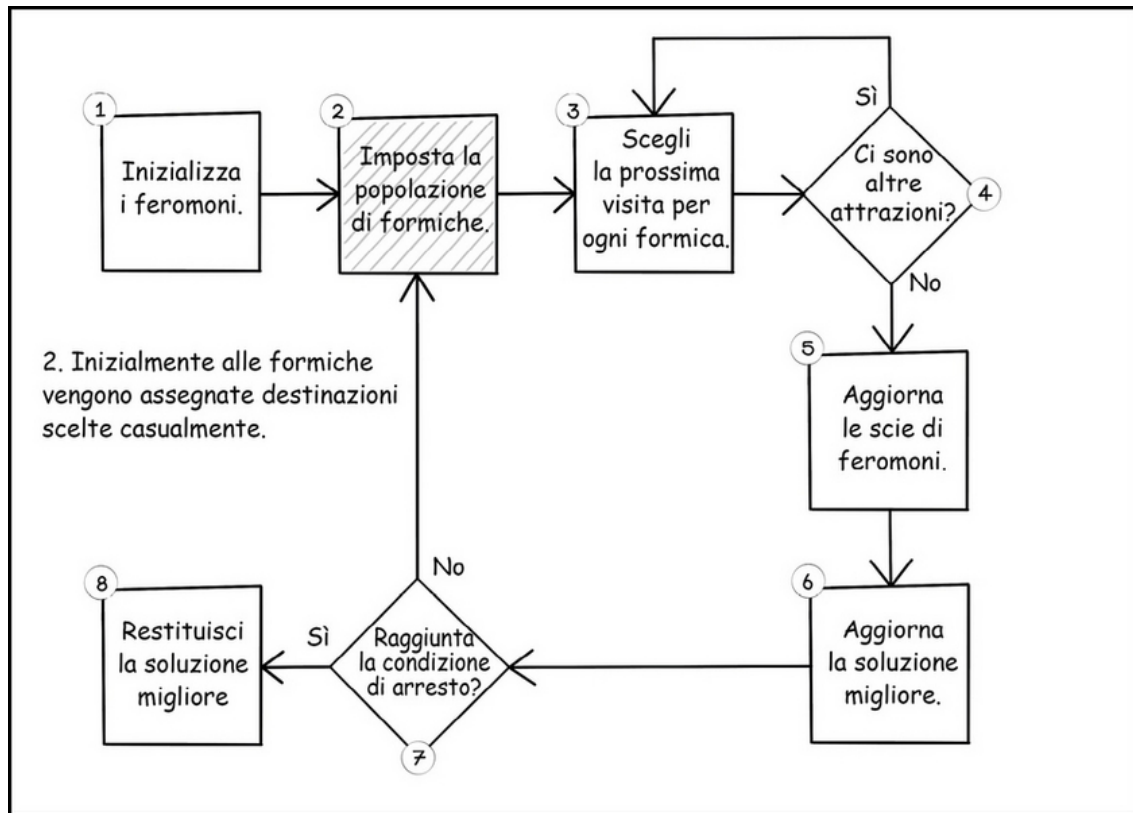 1
Inizializza
i feromoni.
2
Imposta la
popolazione
di formiche.
3
Scegli
la prossima
visita per
ogni formica.
Sì
Ci sono
altre
attrazioni?
4
No
5
Aggiorna
le scie di
feromoni.
2. Inizialmente alle formiche
vengono assegnate destinazioni
scelte casualmente.
6
Aggiorna
la soluzione
migliore.
No
Raggiunta
la condizione
di arresto?
7
Sì
8
Restituisci
la soluzione
migliore